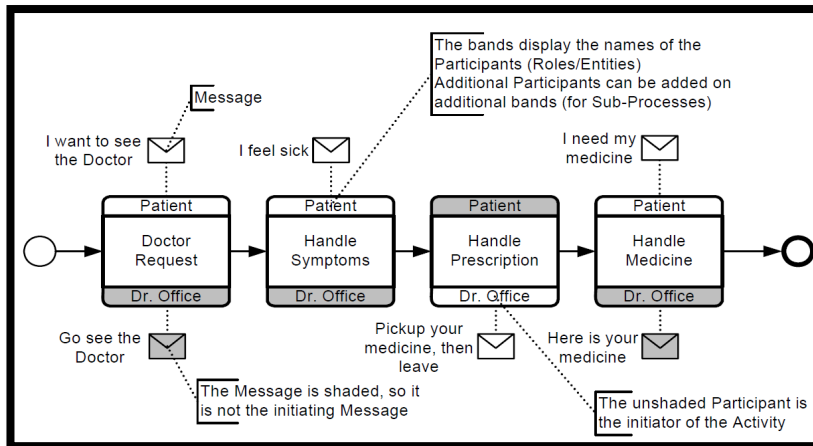 The bands display the names of the
Participants (Roles/Entities)
Additional Participants can be added on
additional bands (for Sub-Processes)
Message
I want to see
the Doctor
I feel sick
I need my
medicine
Patient
Patient
Patient
Patient
Doctor
Request
Handle
Symptoms
Handle
Prescription
Handle
Medicine
Dr. Office
Dr. Office
Dr. Office
Dr. Office
Go see the
Doctor
Pickup your
medicine, then
leave
Here is your
medicine
The Message is shaded, so it
is not the initiating Message
The unshaded Participant is
the initiator of the Activity